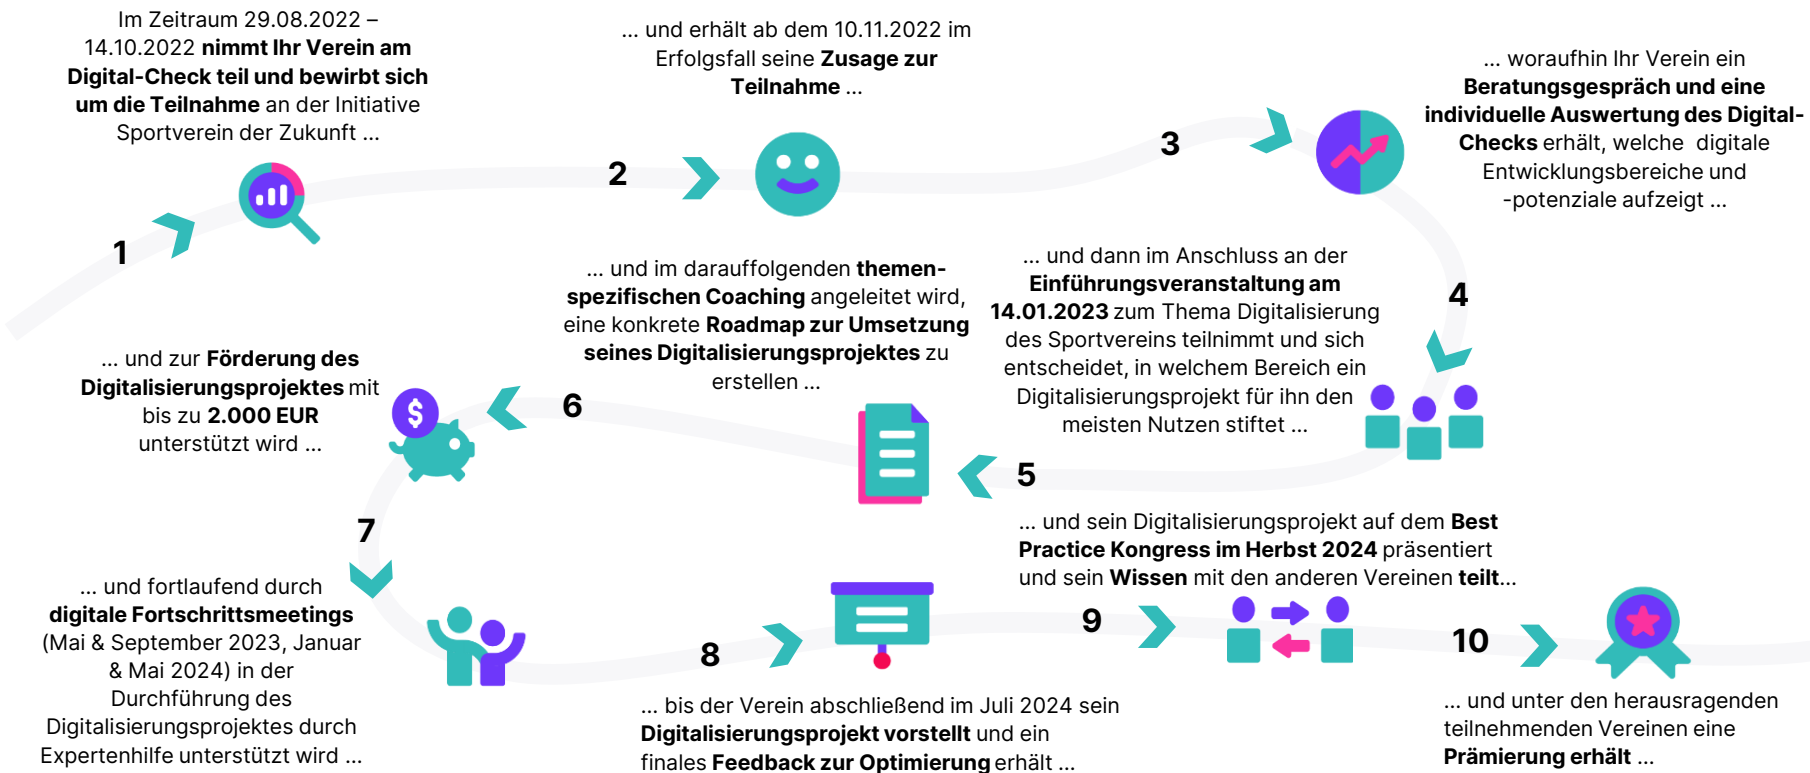 1
Im Zeitraum 29.08.2022 –
14.10.2022 nimmt Ihr Verein am
Digital-Check teil und bewirbt sich
um die Teilnahme an der Initiative
Sportverein der Zukunft ...
2
... und erhält ab dem 10.11.2022 im
Erfolgsfall seine Zusage zur
Teilnahme ...
3
... woraufhin Ihr Verein ein
Beratungsgespräch und eine
individuelle Auswertung des Digital-
Checks erhält, welche digitale
Entwicklungsbereiche und
-potenziale aufzeigt ...
4
... und dann im Anschluss an der
Einführungsveranstaltung am
14.01.2023 zum Thema Digitalisierung
des Sportvereins teilnimmt und sich
entscheidet, in welchem Bereich ein
Digitalisierungsprojekt für ihn den
meisten Nutzen stiftet ...
5
... und im darauffolgenden themen-
spezifischen Coaching angeleitet wird,
eine konkrete Roadmap zur Umsetzung
seines Digitalisierungsprojektes zu
erstellen ...
6
... und zur Förderung des
Digitalisierungsprojektes mit
bis zu 2.000 EUR
unterstützt wird ...
$
7
... und fortlaufend durch
digitale Fortschrittsmeetings
(Mai & September 2023, Januar
& Mai 2024) in der
Durchführung des
Digitalisierungsprojektes durch
Expertenhilfe unterstützt wird ...
8
... bis der Verein abschließend im Juli 2024 sein
Digitalisierungsprojekt vorstellt und ein
finales Feedback zur Optimierung erhält ...
9
... und sein Digitalisierungsprojekt auf dem Best
Practice Kongress im Herbst 2024 präsentiert
und sein Wissen mit den anderen Vereinen teilt...
10
... und unter den herausragenden
teilnehmenden Vereinen eine
Prämierung erhält ...